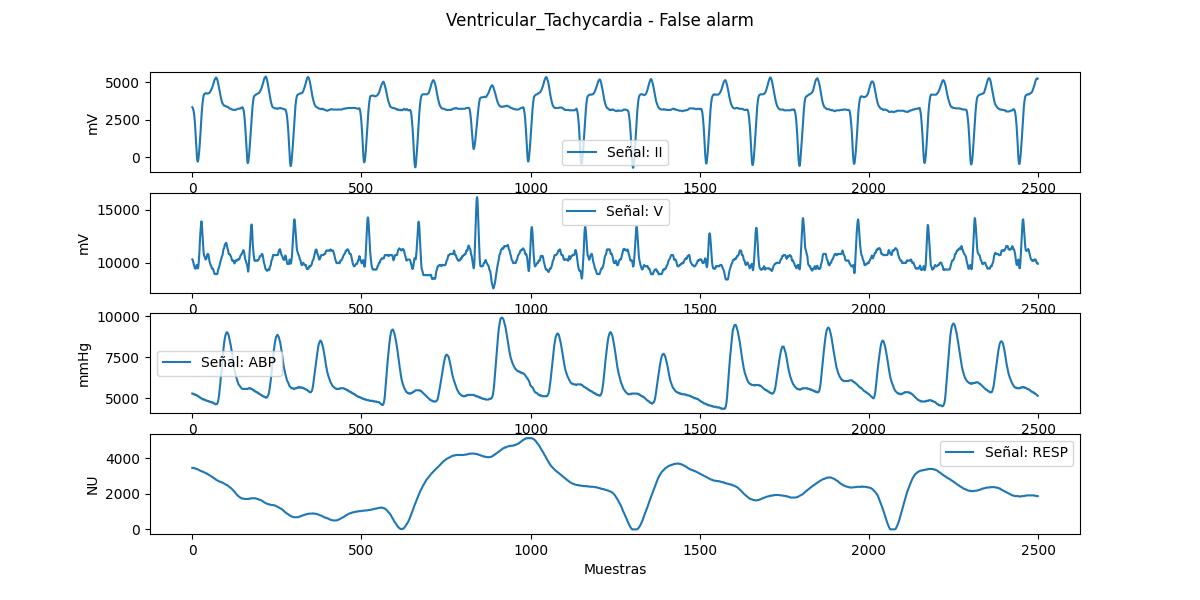 Ventricular_Tachycardia - False alarm
5000
2500
0
mV
Señal: II
0 500 1000 1500 2000 2500
15000
10000
mV
Señal: V
0 500 1000 1500 2000 2500
10000
7500
5000
mmHg
Señal: ABP
0 500 1000 1500 2000 2500
4000
2000
0
NU
Señal: RESP
0 500 1000 1500 2000 2500
Muestras